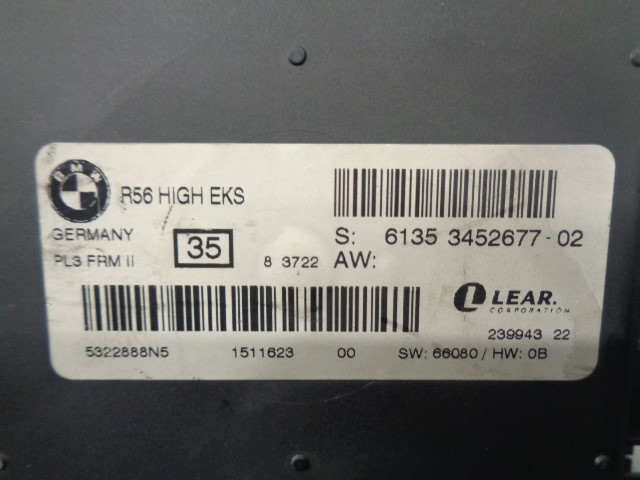 BMW
R56 HIGH EKS
GERMANY
35
S: 6135 3452677-02
PL3 FRM II
8 3722
AW:
LEAR.
CORPORATION
239943 22
5322888N5 1511623 00 SW: 66080 / HW: 0B